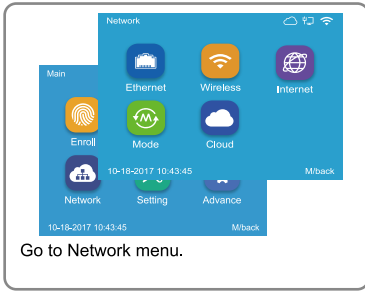 Network
Ethernet
Wireless
Internet
Mode
Cloud
10-18-2017 10:43:45
M/back
Main
Enroll
Network
Setting
Advance
10-18-2017 10:43:45
M/back
Go to Network menu.